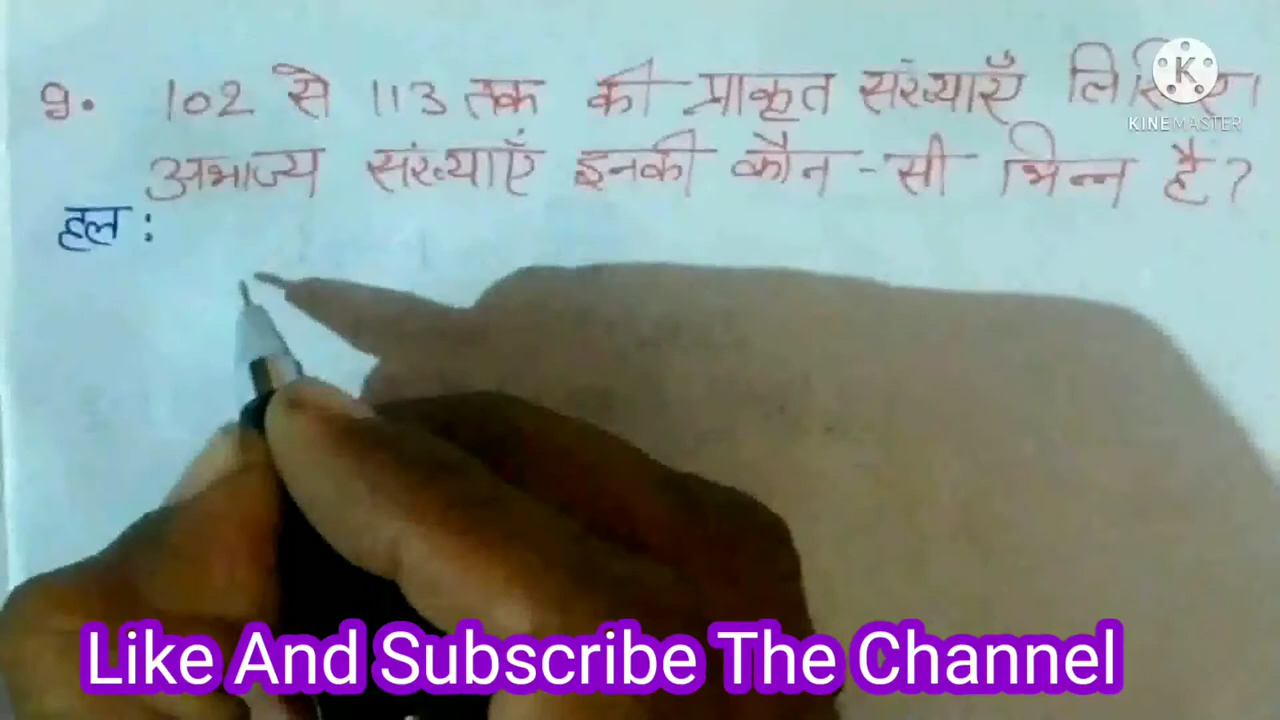 9. 102 से 113 तक की प्राकृत संख्याएँ
अभाज्य संख्याएँ इनकी कौन-सी भिन्न है?
हल :
K
KINEMASTER
Like And Subscribe The Channel